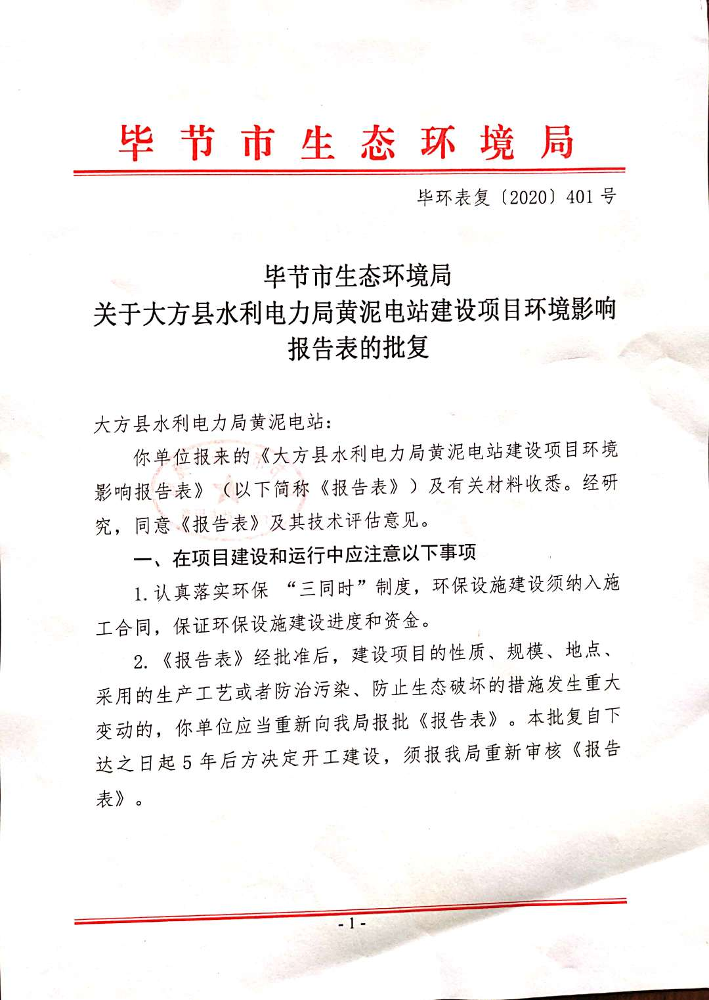 毕节市生态环境局
毕环表复〔2020〕401号
毕节市生态环境局
关于大方县水利电力局黄泥电站建设项目环境影响
报告表的批复
大方县水利电力局黄泥电站：
你单位报来的《大方县水利电力局黄泥电站建设项目环境
影响报告表》（以下简称《报告表》）及有关材料收悉。经研
究，同意《报告表》及其技术评估意见。
一、在项目建设和运行中应注意以下事项
1.认真落实环保 “三同时”制度，环保设施建设须纳入施
工合同，保证环保设施建设进度和资金。
2.《报告表》经批准后，建设项目的性质、规模、地点、
采用的生产工艺或者防治污染、防止生态破坏的措施发生重大
变动的，你单位应当重新向我局报批《报告表》。本批复自下
达之日起5年后方决定开工建设，须报我局重新审核《报告
表》。
- 1 -